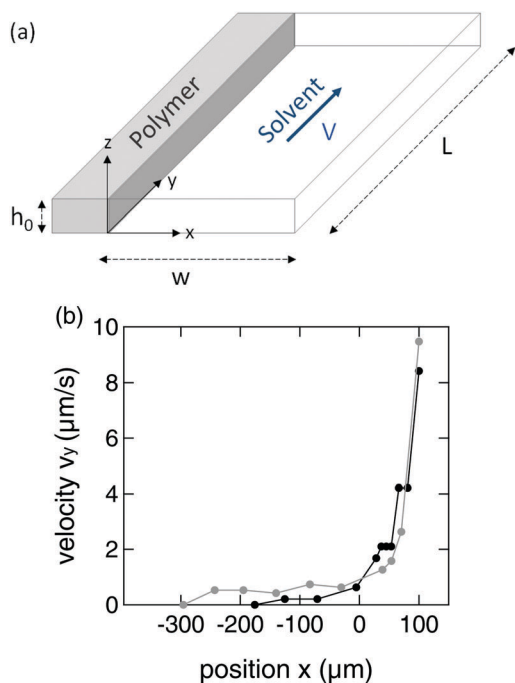 (a)
Polymer
Solvent
V
L
z
y
x
h0
w
(b)
10
8
6
4
2
0
velocity vy (μm/s)
-300 -200 -100 0 100
position x (μm)